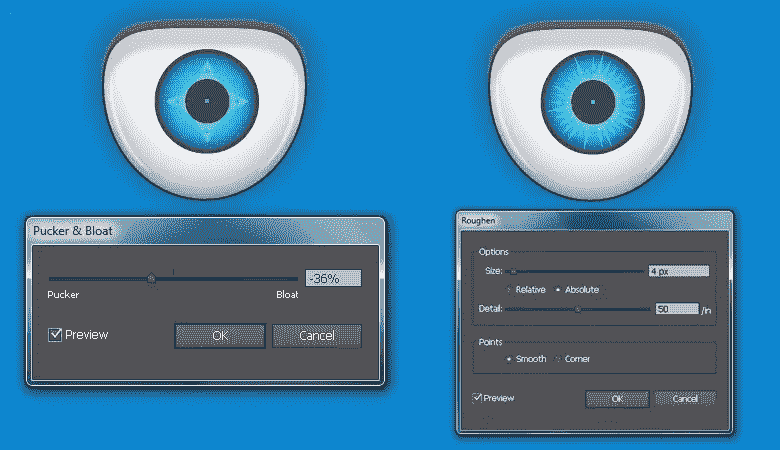 Pucker & Bloat
-36%
Pucker
Bloat
Preview
OK
Cancel
Roughen
Options
Size:
4 px
Relative
Absolute
Detail:
50
/in
Points
Smooth
Corner
Preview
OK
Cancel